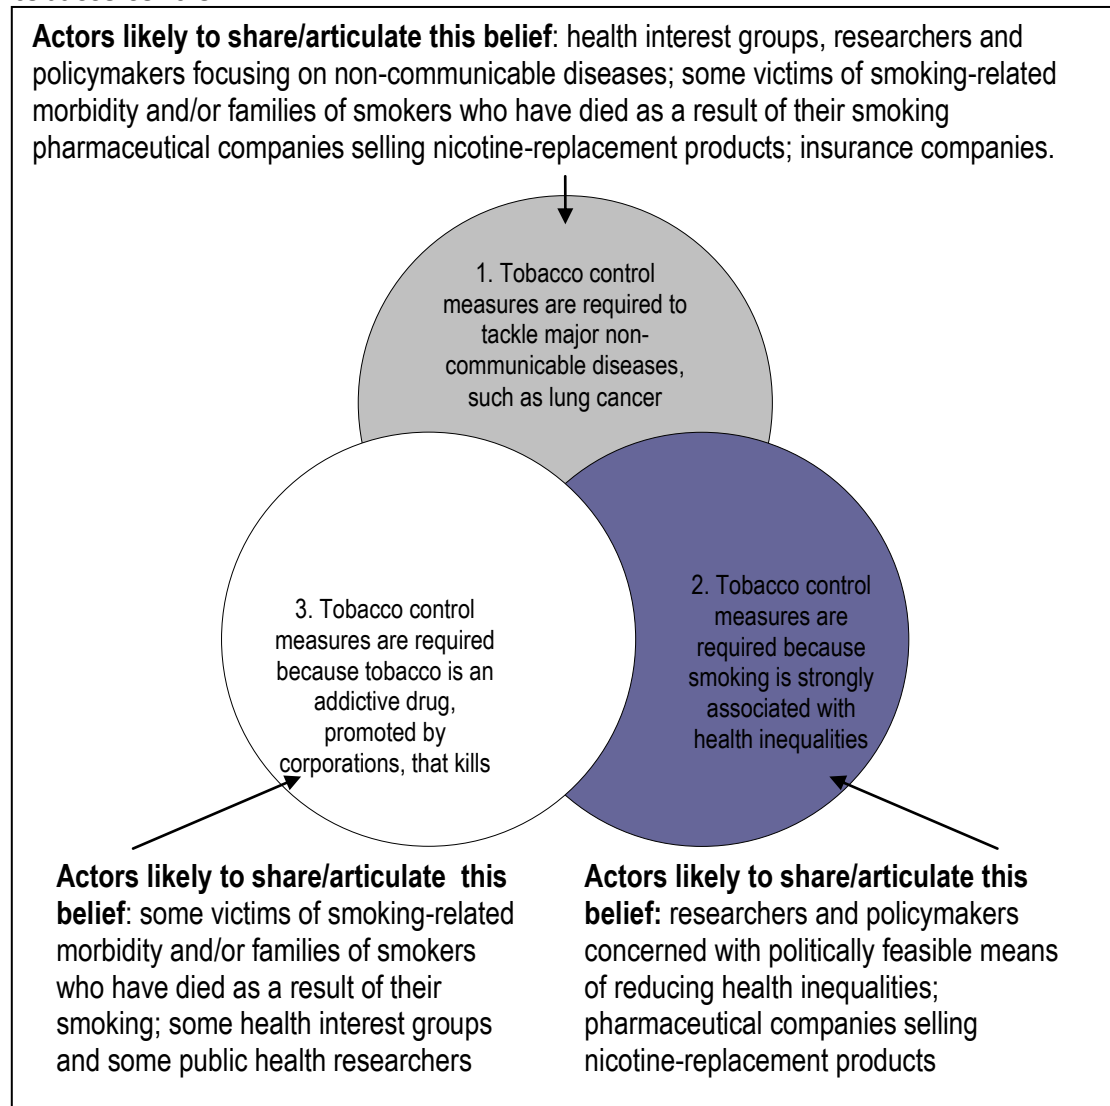 Actors likely to share/articulate this belief: health interest groups, researchers and
policymakers focusing on non-communicable diseases; some victims of smoking-related
morbidity and/or families of smokers who have died as a result of their smoking
pharmaceutical companies selling nicotine-replacement products; insurance companies.
1. Tobacco control
measures are required to
tackle major non-
communicable diseases,
such as lung cancer
3. Tobacco control
measures are required
because tobacco is an
addictive drug,
promoted by
corporations, that kills
2. Tobacco control
measures are
required because
smoking is strongly
associated with
health inequalities
Actors likely to share/articulate this
belief: some victims of smoking-related
morbidity and/or families of smokers
who have died as a result of their
smoking; some health interest groups
and some public health researchers
Actors likely to share/articulate this
belief: researchers and policymakers
concerned with politically feasible means
of reducing health inequalities;
pharmaceutical companies selling
nicotine-replacement products